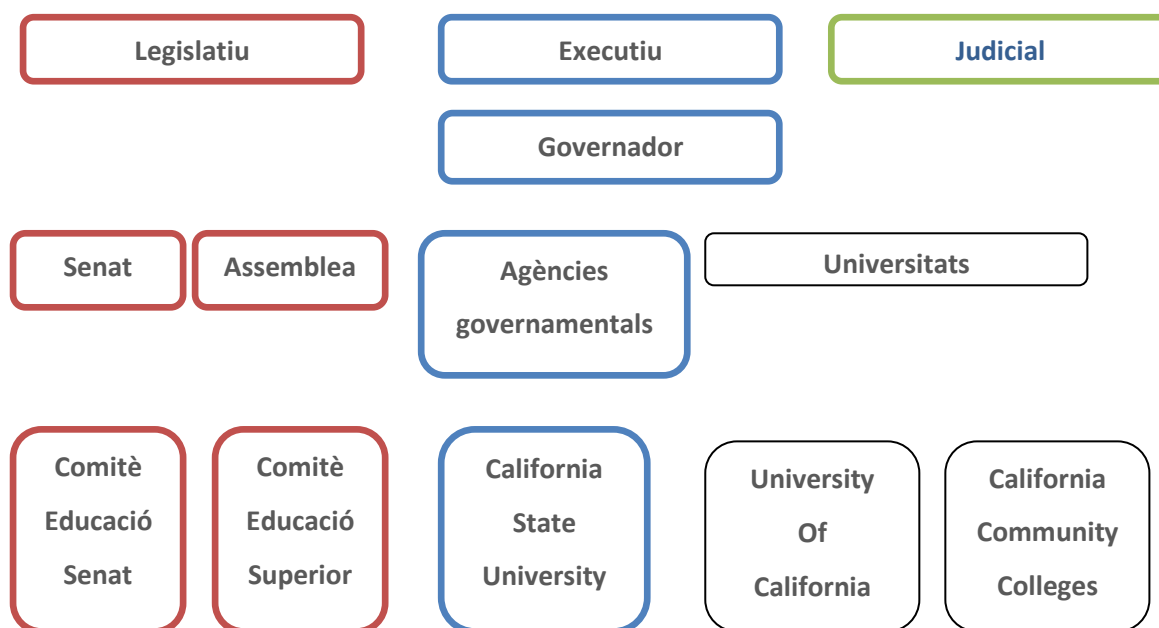 Legislatiu
Executiu
Judicial
Governador
Senat
Assemblea
Agències
governamentals
Universitats
Comitè
Educació
Senat
Comitè
Educació
Superior
California
State
University
University
Of
California
California
Community
Colleges